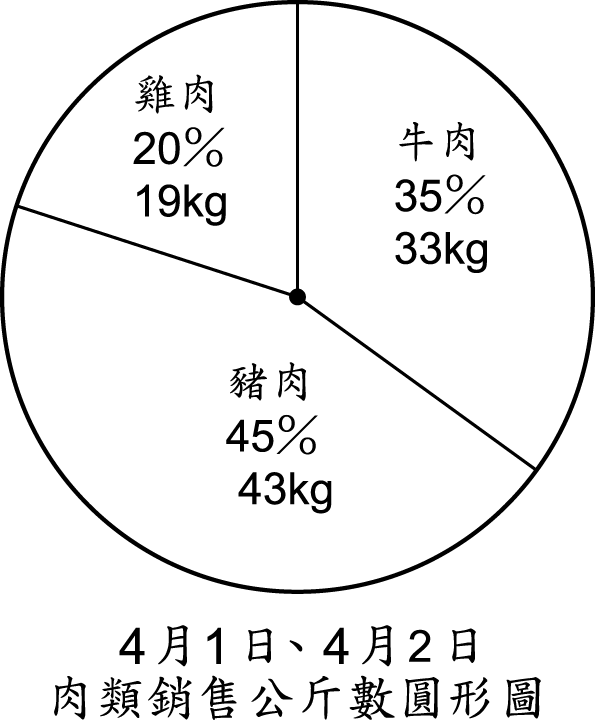 雞肉
20%
19kg
牛肉
35%
33kg
豬肉
45%
43kg
4月1日、4月2日
肉類銷售公斤數圓形圖